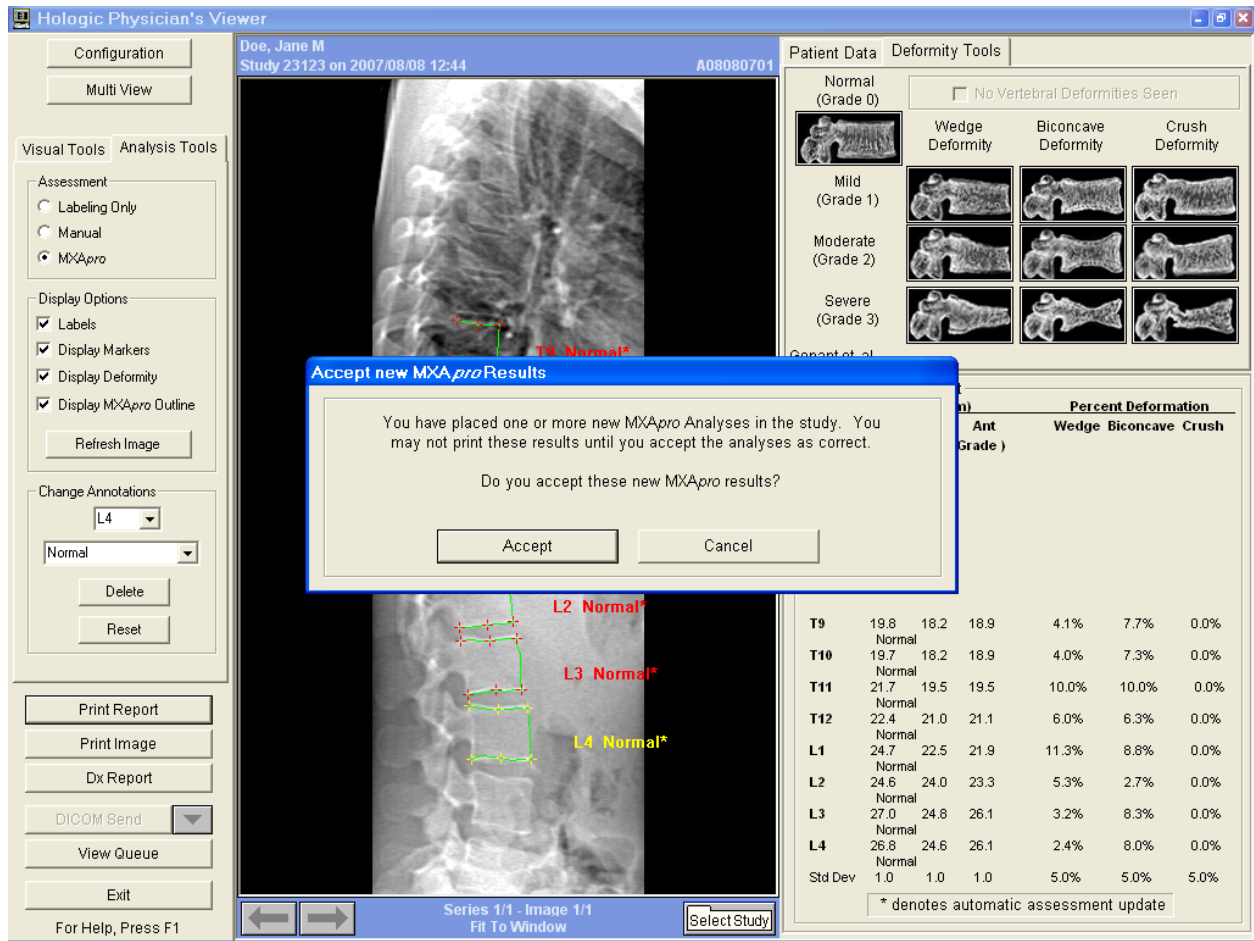 Hologic Physician's Viewer
Configuration
Multi View
Visual Tools Analysis Tools
Assessment
Labeling Only
Manual
MXApro
Display Options
Labels
Display Markers
Display Deformity
Display MXApro Outline
Refresh Image
Change Annotations
L4
Normal
Delete
Reset
Print Report
Print Image
Dx Report
DICOM Send
View Queue
Exit
For Help, Press F1
Doe, Jane M
Study 23123 on 2007/08/08 12:44 A08080701
T9 Normal*
Accept new MXApro Results
You have placed one or more new MXApro Analyses in the study. You
may not print these results until you accept the analyses as correct.
Do you accept these new MXApro results?
Accept Cancel
L2 Normal*
L3 Normal*
L4 Normal*
Series 1/1 - Image 1/1
Fit To Window
Select Study
Patient Data Deformity Tools
Normal
(Grade 0)
No Vertebral Deformities Seen
Wedge
Deformity
Biconcave
Deformity
Crush
Deformity
Mild
(Grade 1)
Moderate
(Grade 2)
Severe
(Grade 3)
Genant et. al.
Percent Deformation
Ant Wedge Biconcave Crush
Grade )
T9 19.8 18.2 18.9 4.1% 7.7% 0.0%
Normal
T10 19.7 18.2 18.9 4.0% 7.3% 0.0%
Normal
T11 21.7 19.5 19.5 10.0% 10.0% 0.0%
Normal
T12 22.4 21.0 21.1 6.0% 6.3% 0.0%
Normal
L1 24.7 22.5 21.9 11.3% 8.8% 0.0%
Normal
L2 24.6 24.0 23.3 5.3% 2.7% 0.0%
Normal
L3 27.0 24.8 26.1 3.2% 8.3% 0.0%
Normal
L4 26.8 24.6 26.1 2.4% 8.0% 0.0%
Normal
Std Dev 1.0 1.0 1.0 5.0% 5.0% 5.0%
* denotes automatic assessment update